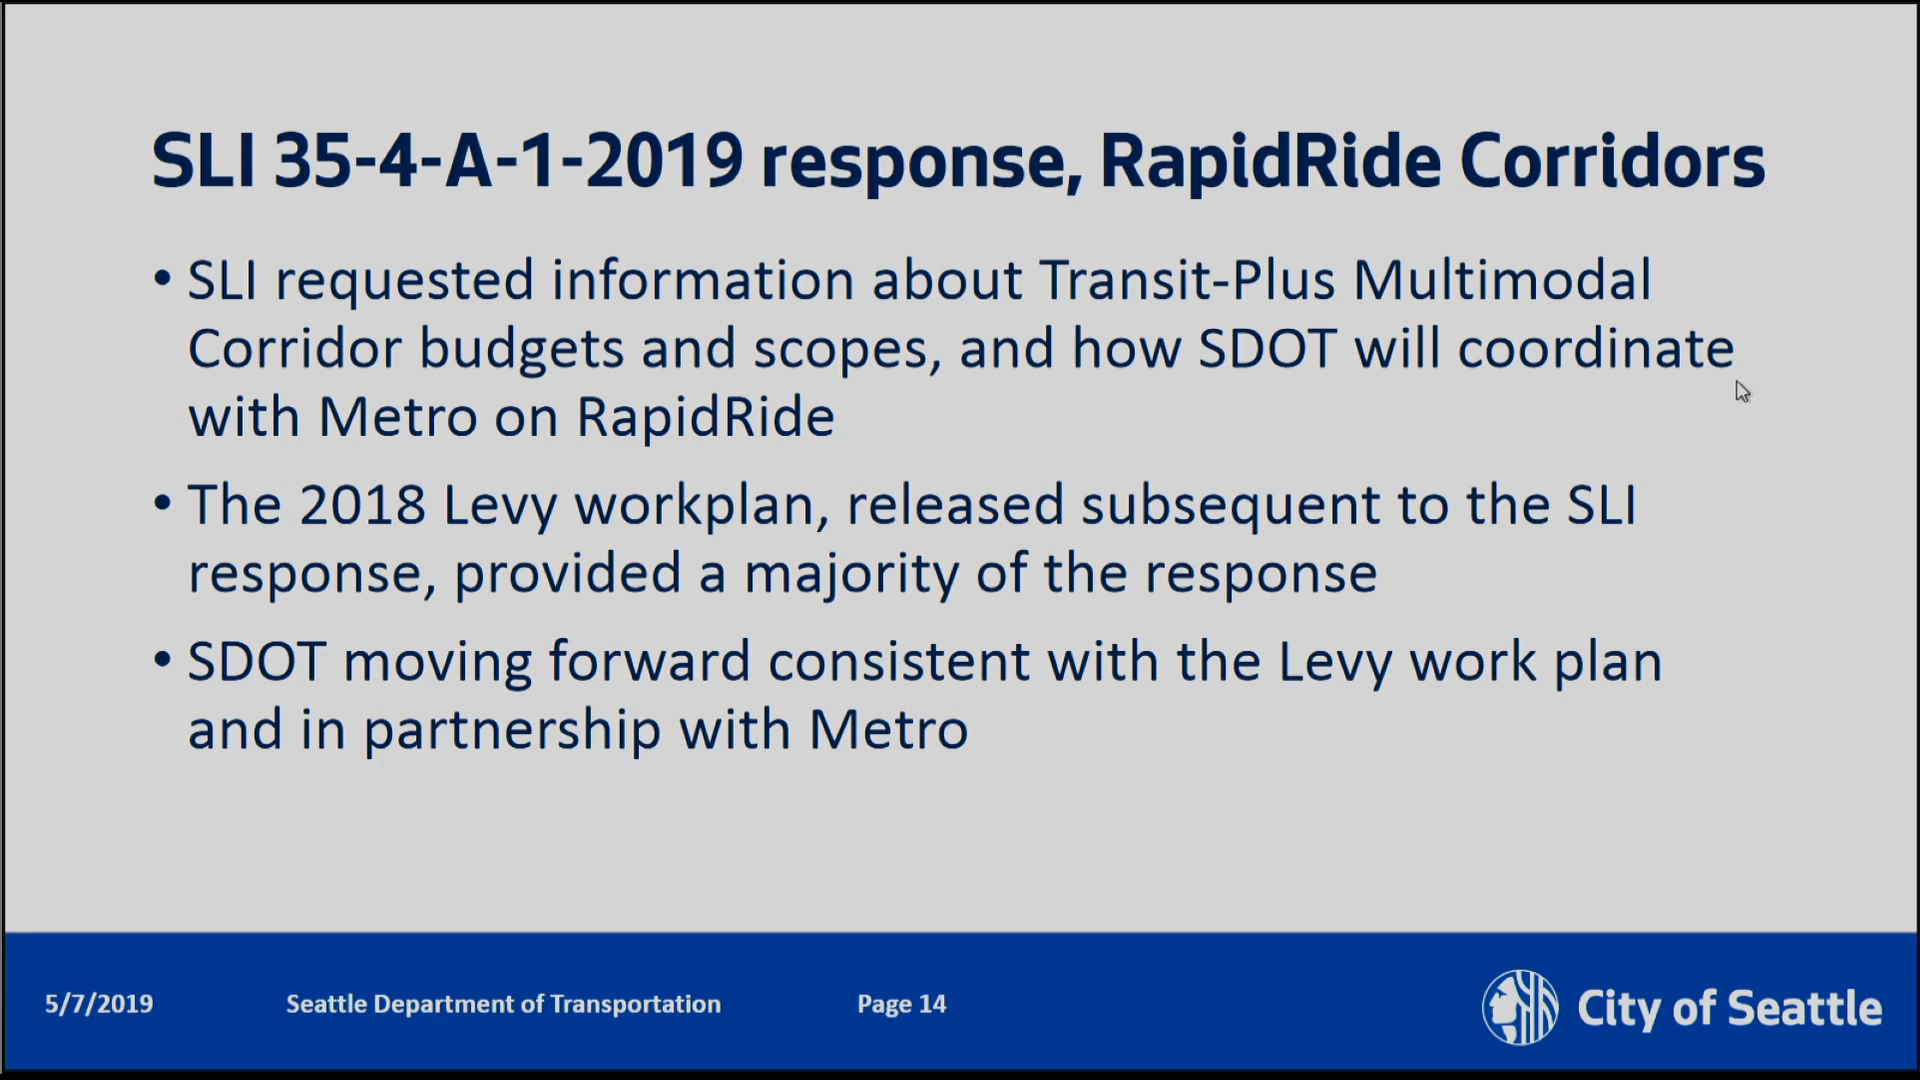 SLI 35-4-A-1-2019 response, RapidRide Corridors
• SLI requested information about Transit-Plus Multimodal
Corridor budgets and scopes, and how SDOT will coordinate
with Metro on RapidRide
• The 2018 Levy workplan, released subsequent to the SLI
response, provided a majority of the response
• SDOT moving forward consistent with the Levy work plan
and in partnership with Metro
5/7/2019 Seattle Department of Transportation Page 14 City of Seattle